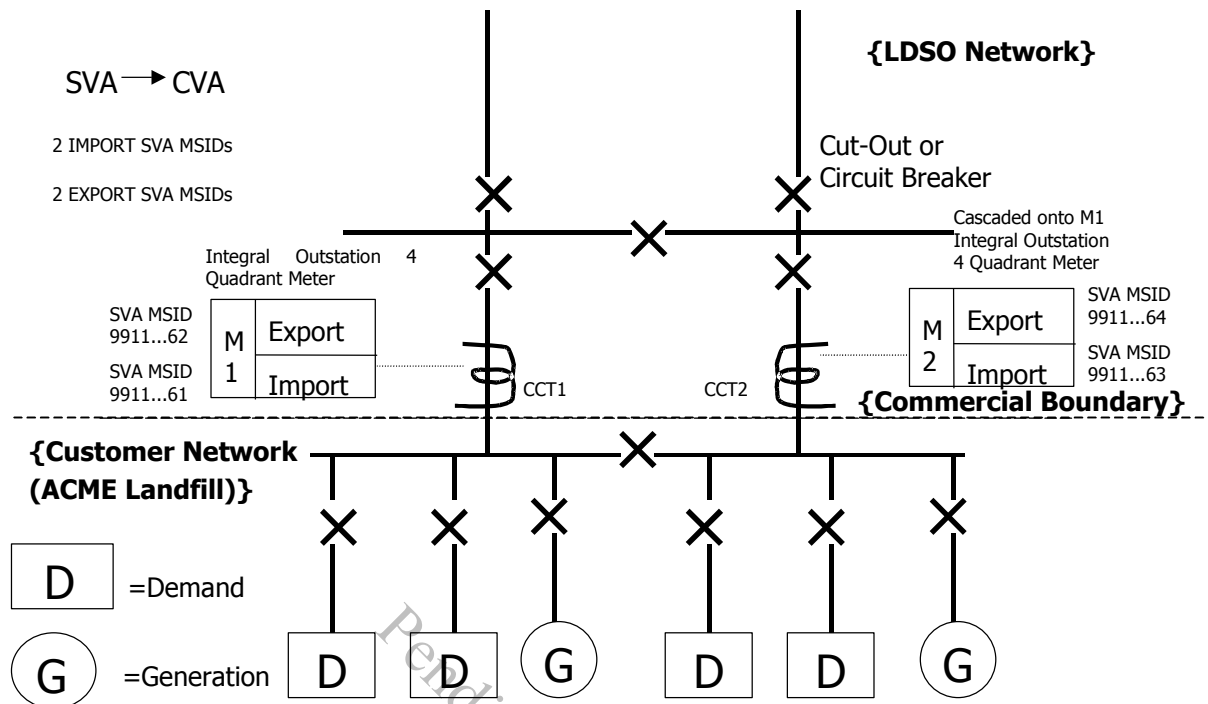 {LDSO Network}
SVA → CVA
2 IMPORT SVA MSIDs
2 EXPORT SVA MSIDs
Cut-Out or
Circuit Breaker
Cascaded onto M1
Integral Outstation
4 Quadrant Meter
Integral Outstation 4
Quadrant Meter
SVA MSID
9911...62
SVA MSID
9911...61
M
1
Export
Import
CCT1
CCT2
M
2
Export
Import
SVA MSID
9911...64
SVA MSID
9911...63
{Commercial Boundary}
{Customer Network
(ACME Landfill)}
D
=Demand
G
=Generation
D
D
G
D
D
G
Pendi